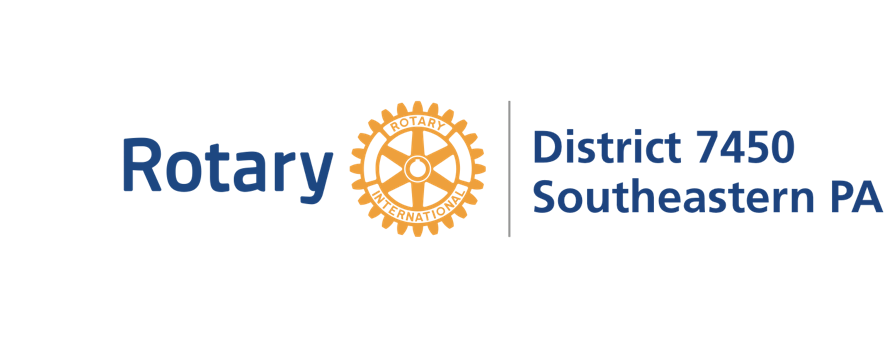 Rotary
ROTARY
INTERNATIONAL
District 7450
Southeastern PA